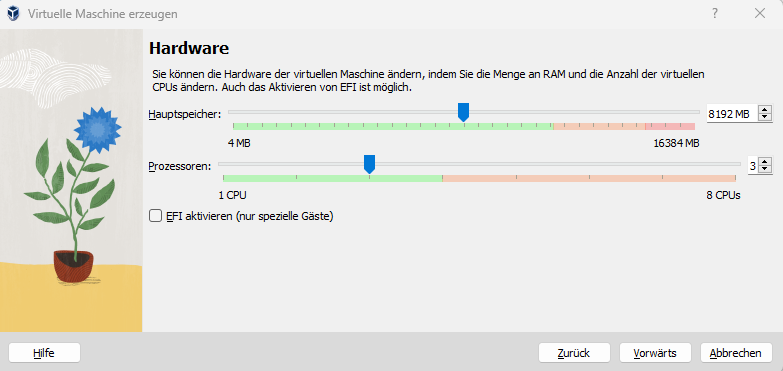 Virtuelle Maschine erzeugen
Hardware
Sie können die Hardware der virtuellen Maschine ändern, indem Sie die Menge an RAM und die Anzahl der virtuellen
CPUs ändern. Auch das Aktivieren von EFI ist möglich.
Hauptspeicher: 8192 MB
4 MB 16384 MB
Prozessoren: 3
1 CPU 8 CPUs
EFI aktivieren (nur spezielle Gäste)
Hilfe Zurück Vorwärts Abbrechen